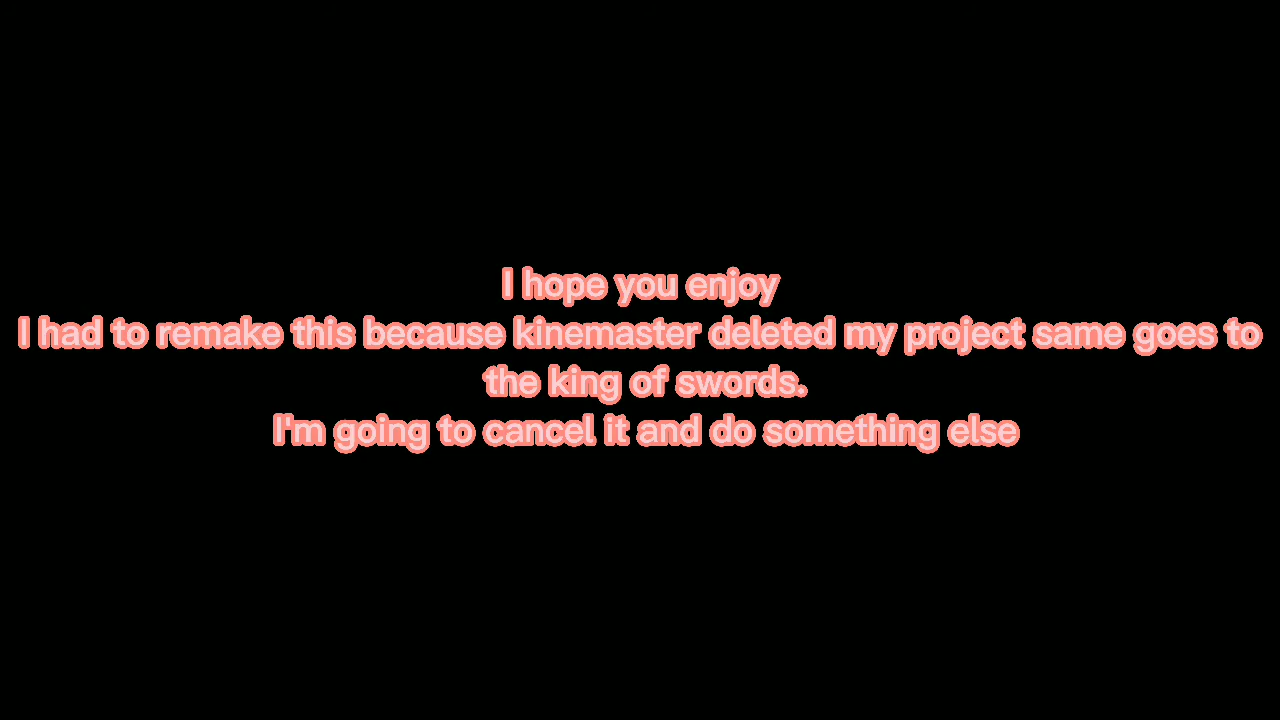 I hope you enjoy
I had to remake this because kinemaster deleted my project same goes to
the king of swords.
I'm going to cancel it and do something else